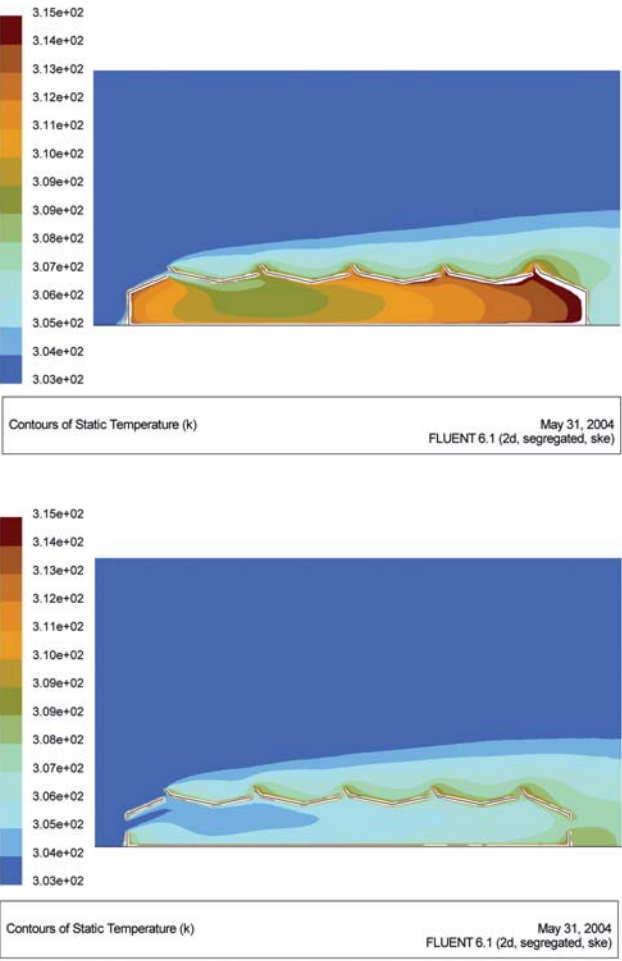 3.15e+02
3.14e+02
3.13e+02
3.12e+02
3.11e+02
3.10e+02
3.09e+02
3.09e+02
3.08e+02
3.07e+02
3.06e+02
3.05e+02
3.04e+02
3.03e+02
Contours of Static Temperature (k)
May 31, 2004
FLUENT 6.1 (2d, segregated, ske)
3.15e+02
3.14e+02
3.13e+02
3.12e+02
3.11e+02
3.10e+02
3.09e+02
3.09e+02
3.08e+02
3.07e+02
3.06e+02
3.05e+02
3.04e+02
3.03e+02
Contours of Static Temperature (k)
May 31, 2004
FLUENT 6.1 (2d, segregated, ske)